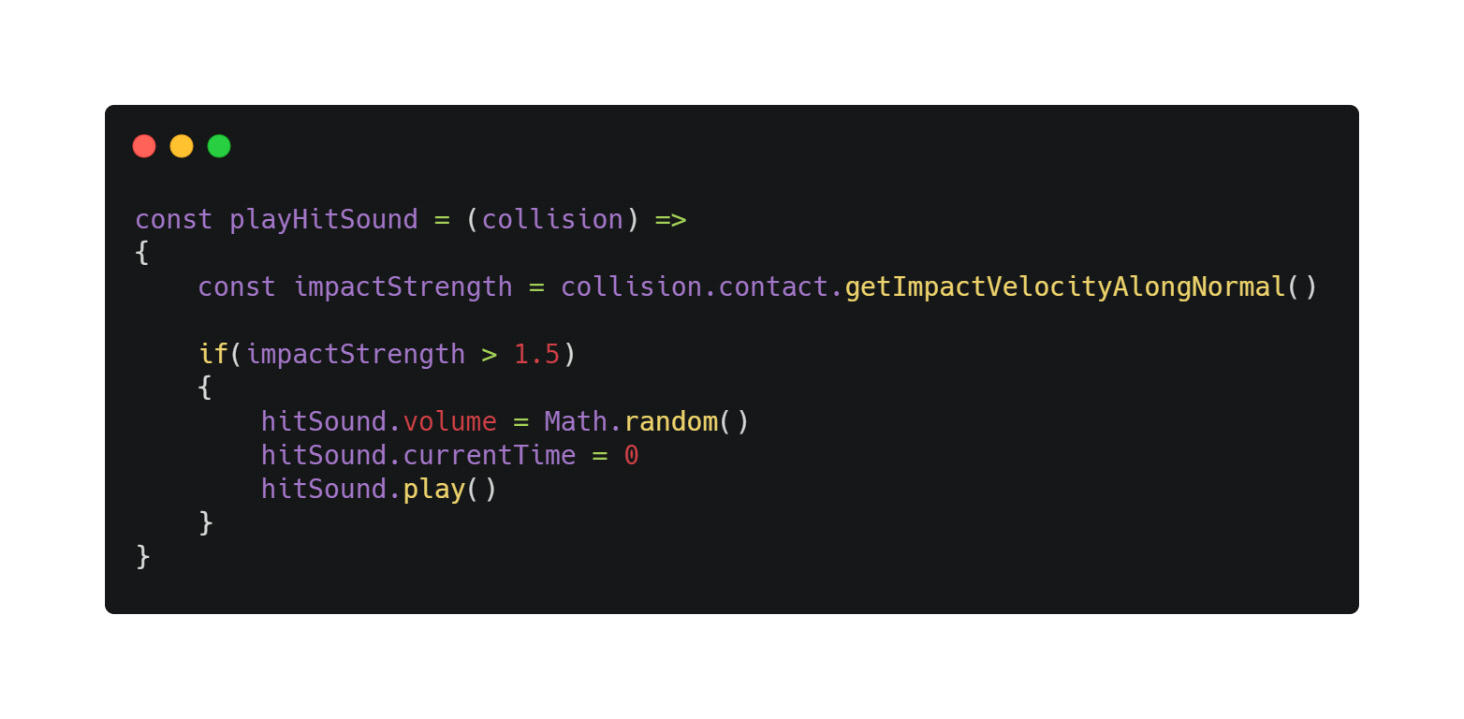 const playHitSound = (collision) =>
{
    const impactStrength = collision.contact.getImpactVelocityAlongNormal()

    if(impactStrength > 1.5)
    {
        hitSound.volume = Math.random()
        hitSound.currentTime = 0
        hitSound.play()
    }
}